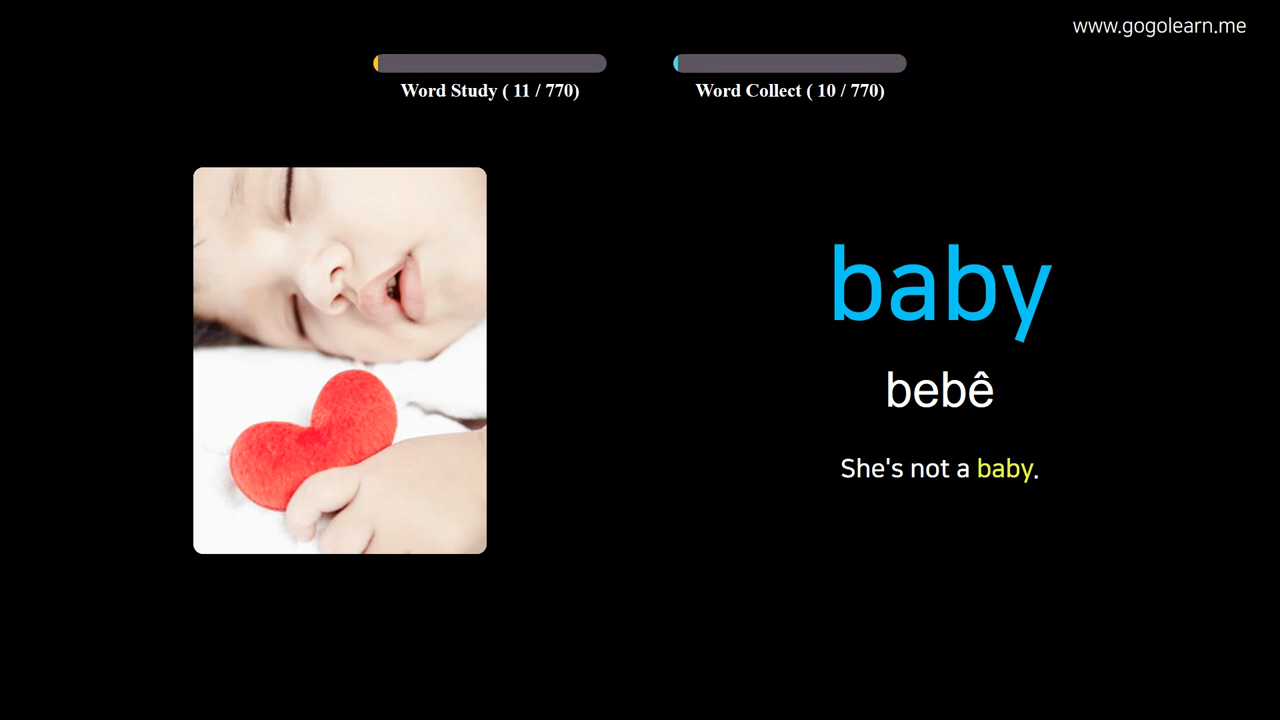 www.gogolearn.me
Word Study ( 11 / 770)
Word Collect ( 10 / 770)
baby
bebê
She's not a baby.